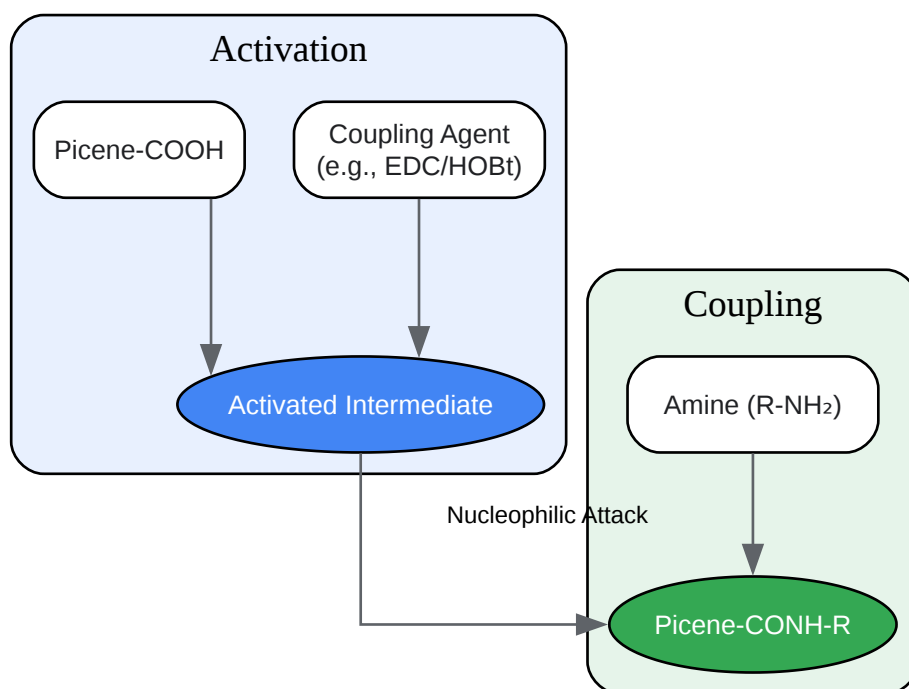 Activation
Picene-COOH
Coupling Agent
(e.g., EDC/HOBt)
Activated Intermediate
Nucleophilic Attack
Coupling
Amine (R-NH₂)
Picene-CONH-R